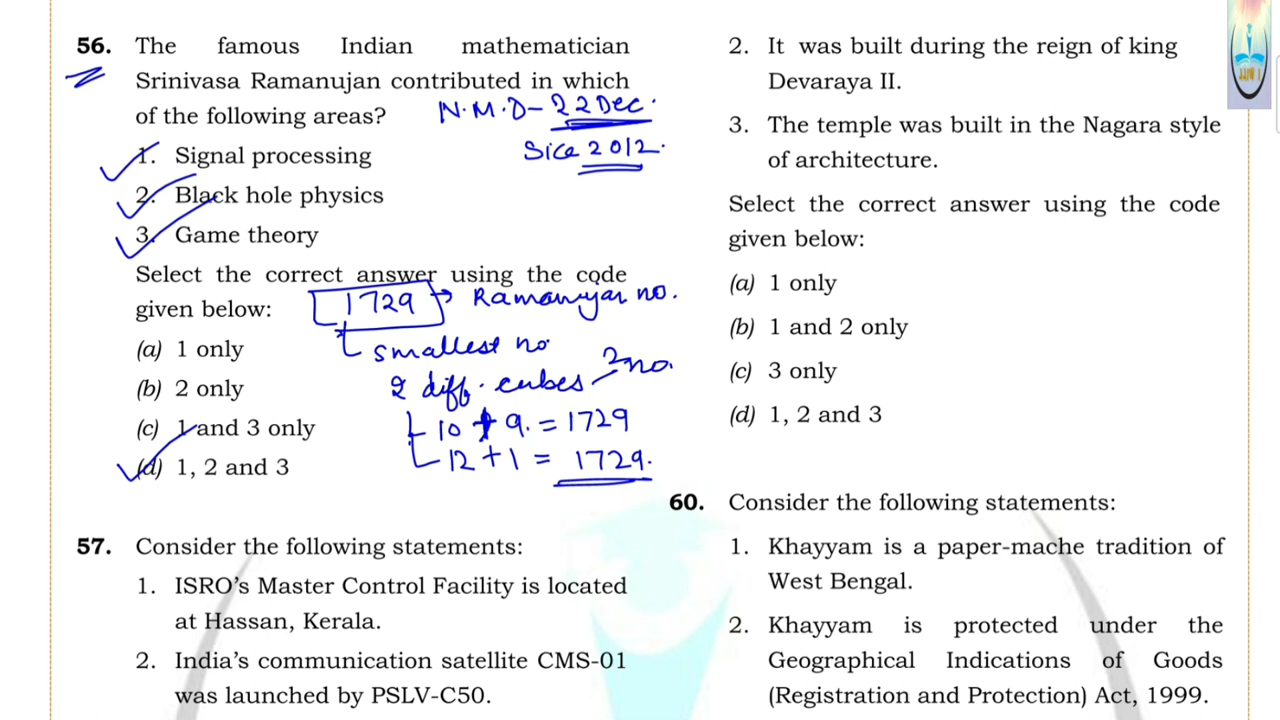 56. The famous Indian mathematician
Srinivasa Ramanujan contributed in which
of the following areas?
N.M.D- 22 Dec.
Sice 2012.
1. Signal processing
2. Black hole physics
3. Game theory
Select the correct answer using the code
given below:
1729 → Ramanujan no.
smallest no
2 diff. cubes - 2no.
10 + 9. = 1729
12 + 1 = 1729.
(a) 1 only
(b) 2 only
(c) 1 and 3 only
(d) 1, 2 and 3
57. Consider the following statements:
1. ISRO's Master Control Facility is located
at Hassan, Kerala.
2. India's communication satellite CMS-01
was launched by PSLV-C50.
2. It was built during the reign of king
Devaraya II.
3. The temple was built in the Nagara style
of architecture.
Select the correct answer using the code
given below:
(a) 1 only
(b) 1 and 2 only
(c) 3 only
(d) 1, 2 and 3
60. Consider the following statements:
1. Khayyam is a paper-mache tradition of
West Bengal.
2. Khayyam is protected under the
Geographical Indications of Goods
(Registration and Protection) Act, 1999.